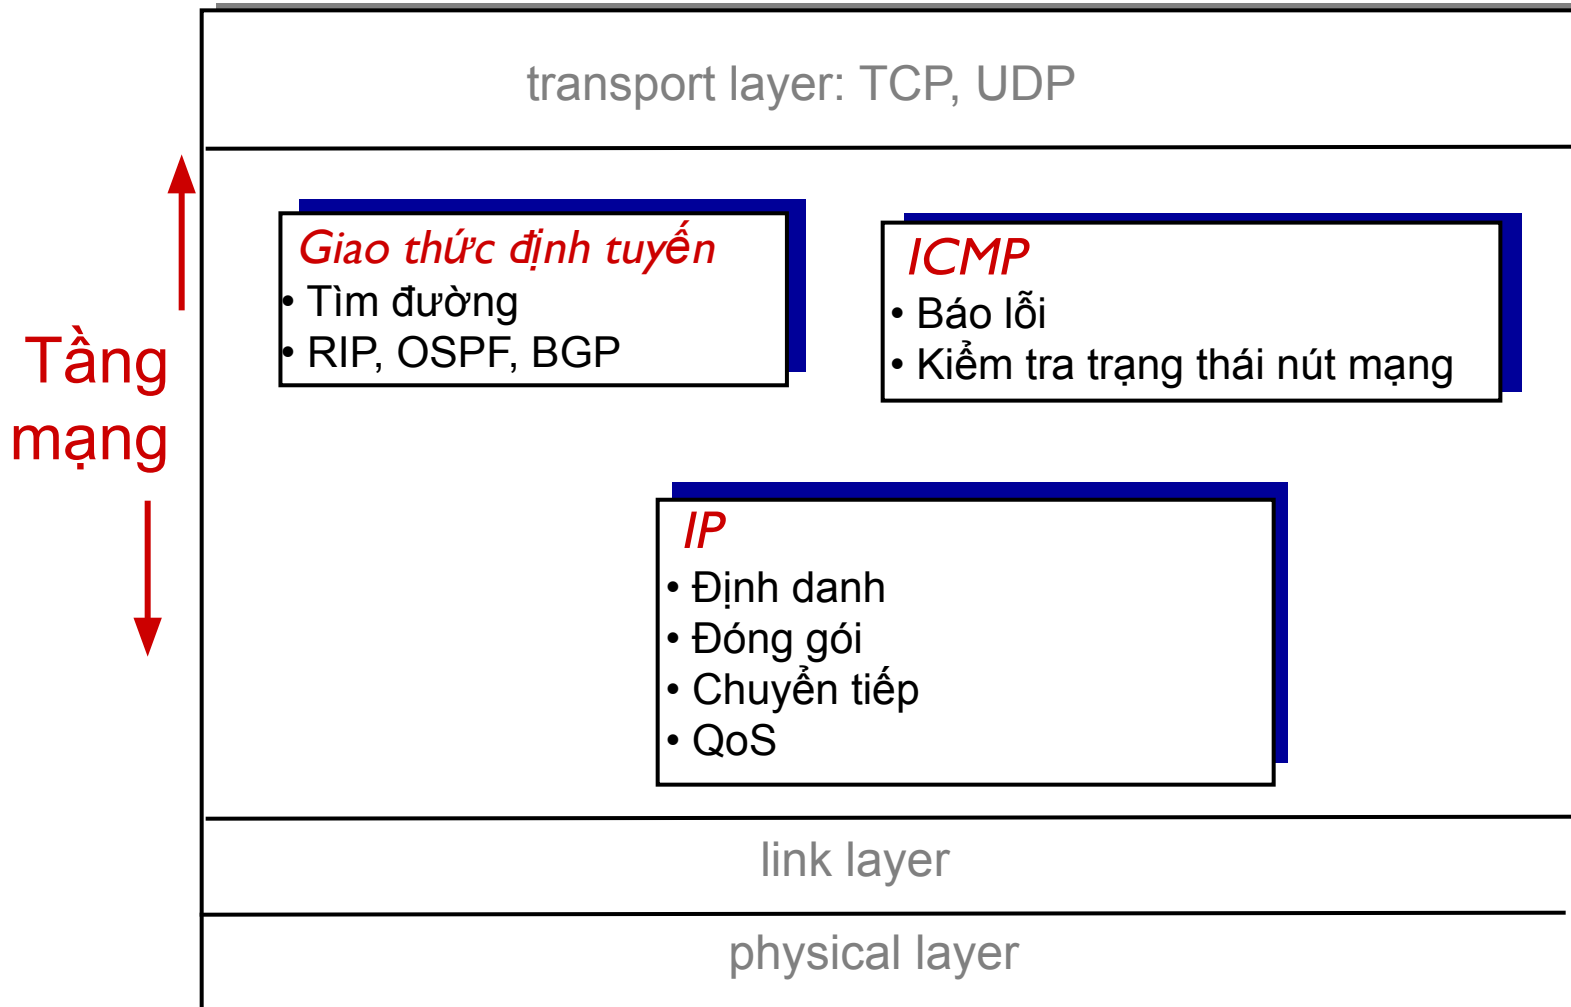 transport layer: TCP, UDP
Tầng
mạng
Giao thức định tuyến
• Tìm đường
• RIP, OSPF, BGP
ICMP
• Báo lỗi
• Kiểm tra trạng thái nút mạng
IP
• Định danh
• Đóng gói
• Chuyển tiếp
• QoS
link layer
physical layer